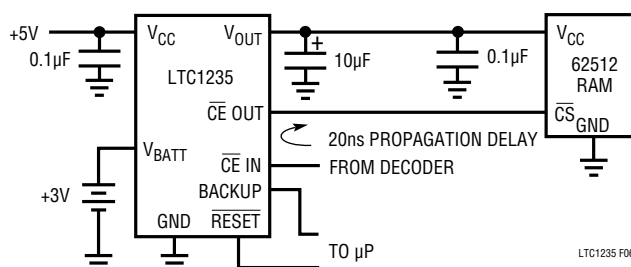 +5V
0.1µF
VCC
VOUT
LTC1235
CE OUT
VBATT
CE IN
BACKUP
GND
RESET
+3V
+
10µF
0.1µF
20ns PROPAGATION DELAY
FROM DECODER
TO µP
VCC
62512
RAM
CS
GND
LTC1235 F06